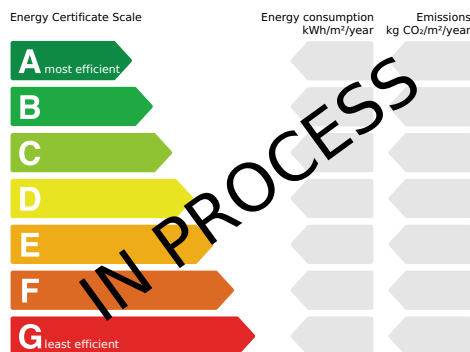 Energy Certificate Scale
Energy consumption
kWh/m²/year
Emissions
kg CO₂/m²/year
A most efficient
B
C
D
E
F
G least efficient
IN PROCESS